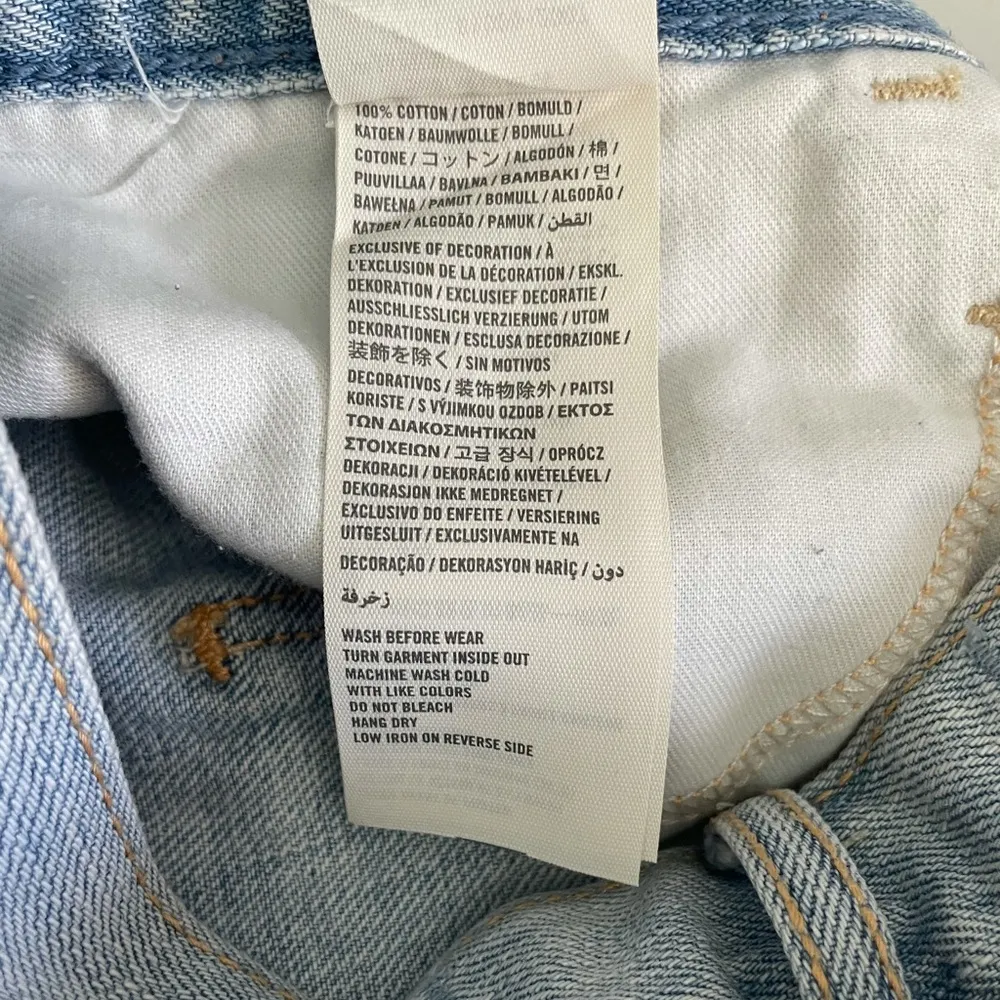 100% COTTON / COTON / BOMULD /
KATOEN / BAUMWOLLE / BOMULL /
COTONE / コットン / ALGODÓN / 棉 /
PUUVILLAA / BAVLNA / BAMBAKI / 면 /
BAWEŁNA / PAMUT / BOMULL / ALGODÃO /
KATOEN / ALGODÃO / PAMUK / القطن
EXCLUSIVE OF DECORATION / À
L'EXCLUSION DE LA DÉCORATION / EKSKL.
DEKORATION / EXCLUSIEF DECORATIE /
AUSSCHLIESSLICH VERZIERUNG / UTOM
DEKORATIONEN / ESCLUSA DECORAZIONE /
装飾を除く / SIN MOTIVOS
DECORATIVOS / 装饰物除外 / PAITSI
KORISTE / S VÝJIMKOU OZDOB / ΕΚΤΟΣ
ΤΩΝ ΔΙΑΚΟΣΜΗΤΙΚΩΝ
ΣΤΟΙΧΕΙΩΝ / 고급 장식 / OPRÓCZ
DEKORACJI / DEKORÁCIÓ KIVÉTELÉVEL /
DEKORASJON IKKE MEDREGNET /
EXCLUSIVO DO ENFEITE / VERSIERING
UITGESLUIT / EXCLUSIVAMENTE NA
DECORAÇÃO / DEKORASYON HARİÇ / دون
زخرفة
WASH BEFORE WEAR
TURN GARMENT INSIDE OUT
MACHINE WASH COLD
WITH LIKE COLORS
DO NOT BLEACH
HANG DRY
LOW IRON ON REVERSE SIDE